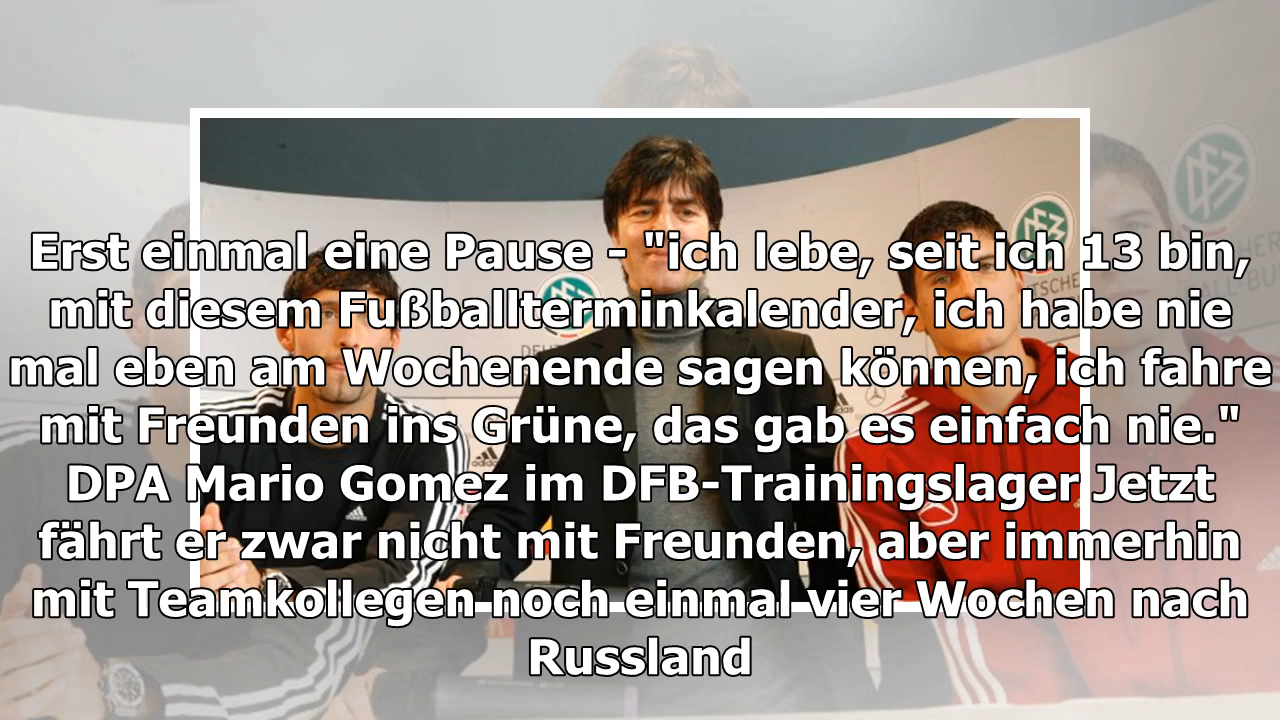 Erst einmal eine Pause - "ich lebe, seit ich 13 bin,
mit diesem Fußballterminkalender, ich habe nie
mal eben am Wochenende sagen können, ich fahre
mit Freunden ins Grüne, das gab es einfach nie."
DPA Mario Gomez im DFB-Trainingslager Jetzt
fährt er zwar nicht mit Freunden, aber immerhin
mit Teamkollegen noch einmal vier Wochen nach
Russland